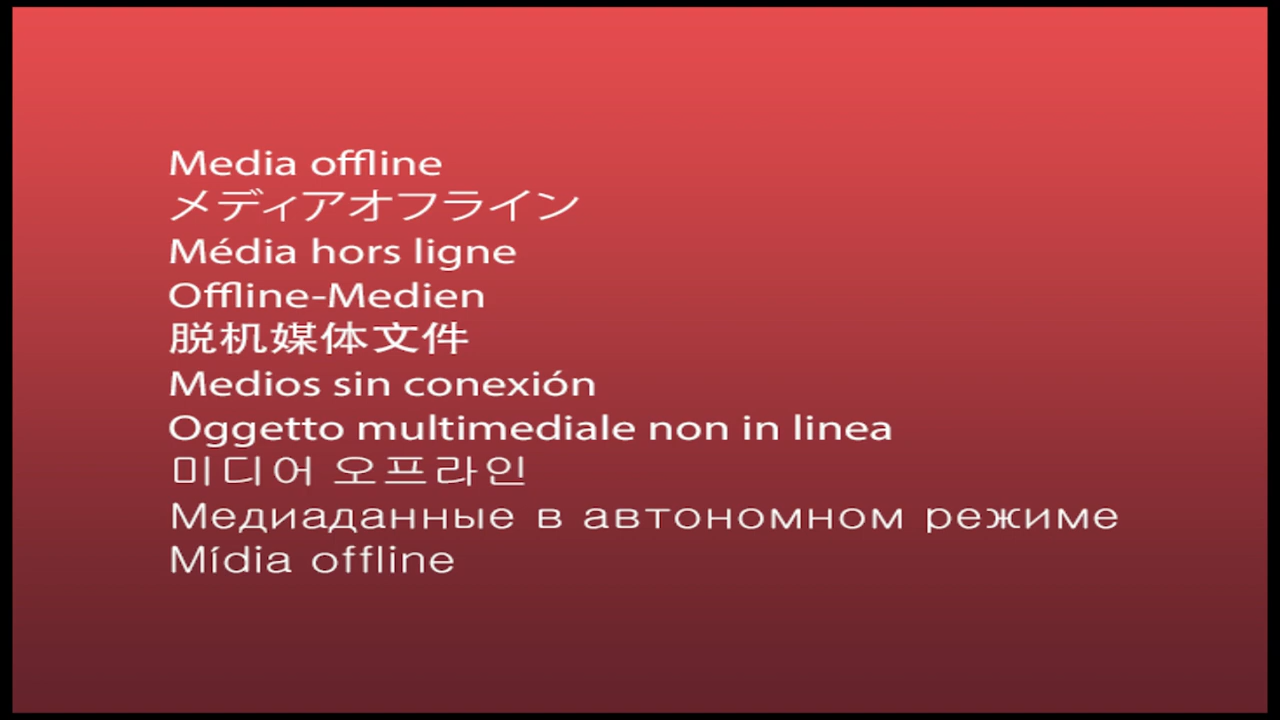 Media offline
メディアオフライン
Média hors ligne
Offline-Medien
脱机媒体文件
Medios sin conexión
Oggetto multimediale non in linea
미디어 오프라인
Медиаданные в автономном режиме
Mídia offline